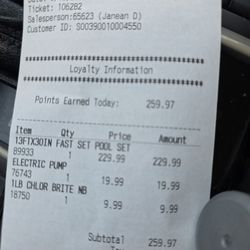 Ticket: 106282
Salesperson:65623 (Janean D)
Customer ID: S00390010004550
Loyalty Information
Points Earned Today: 259.97
Item Qty Price Amount
13FTX30IN FAST SET POOL SET
89933 1 229.99 229.99
ELECTRIC PUMP
76743 1 19.99 19.99
1LB CHLOR BRITE NB
18750 1 9.99 9.99
Subtotal 259.97